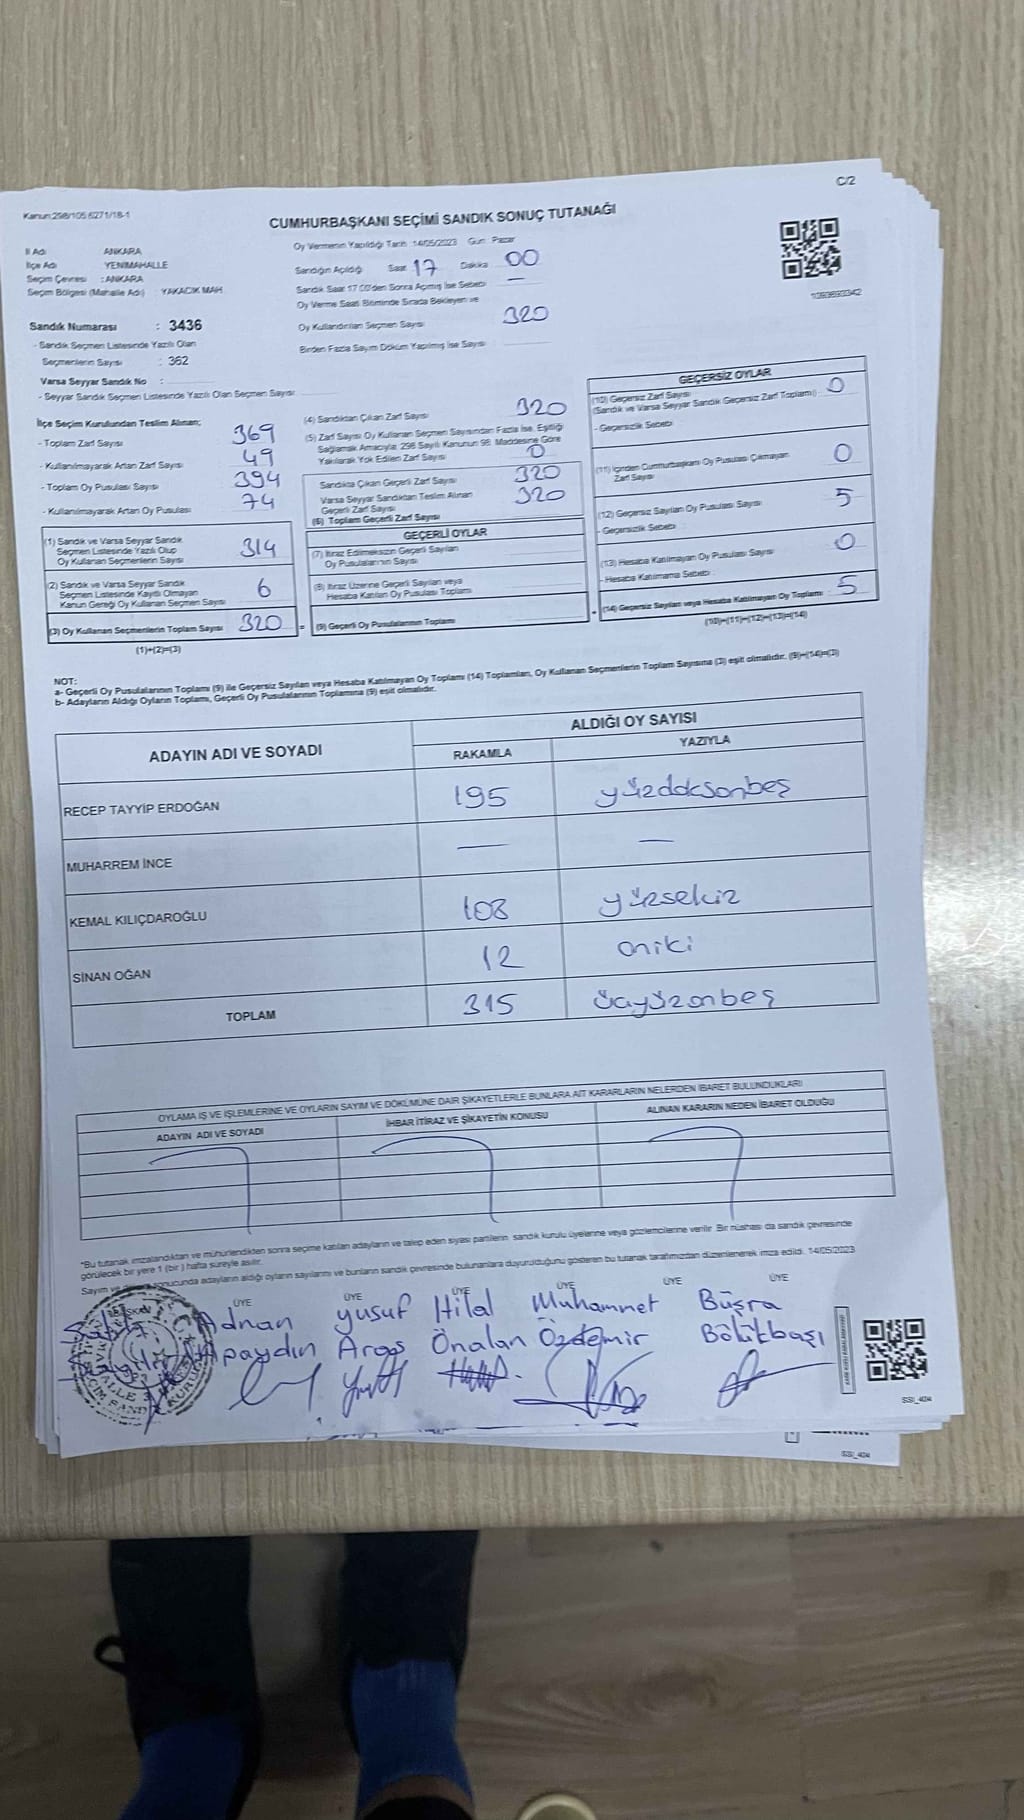 C/2
Kanun:298/105 6271/18-1
CUMHURBAŞKANI SEÇİMİ SANDIK SONUÇ TUTANAĞI
İl Adı ANKARA
İlçe Adı YENİMAHALLE
Seçim Çevresi : ANKARA
Seçim Bölgesi (Mahalle Adı) : YAKACIK MAH.
Sandık Numarası : 3436
- Sandık Seçmen Listesinde Yazılı Olan
Seçmenlerin Sayısı : 362
Varsa Seyyar Sandık No :
- Seyyar Sandık Seçmen Listesinde Yazılı Olan Seçmen Sayısı:
Oy Vermenin Yapıldığı Tarih 14/05/2023 Gün Pazar
Sandığın Açıldığı Saat 17 Dakika 00
Sandık Saat 17:00'den Sonra Açılmış İse Sebebi —
Oy Verme Saati Bitiminde Sırada Bekleyen ve
Oy Kullandırılan Seçmen Sayısı 320
Birden Fazla Sayım Döküm Yapılmış İse Sayısı
İlçe Seçim Kurulundan Teslim Alınan;
- Toplam Zarf Sayısı 369
- Kullanılmayarak Artan Zarf Sayısı 49
- Toplam Oy Pusulası Sayısı 394
- Kullanılmayarak Artan Oy Pusulası 74
(4) Sandıktan Çıkan Zarf Sayısı 320
(5) Zarf Sayısı Oy Kullanan Seçmen Sayısından Fazla İse, Eşitliği
Sağlamak Amacıyla; 298 Sayılı Kanunun 98. Maddesine Göre
Yakılarak Yok Edilen Zarf Sayısı 0
Sandıkta Çıkan Geçerli Zarf Sayısı 320
Varsa Seyyar Sandıktan Teslim Alınan
Geçerli Zarf Sayısı 320
(6) Toplam Geçerli Zarf Sayısı
GEÇERSİZ OYLAR
(10) Geçersiz Zarf Sayısı 0
(Sandık ve Varsa Seyyar Sandık Geçersiz Zarf Toplamı)
- Geçersizlik Sebebi
(11) İçinden Cumhurbaşkanı Oy Pusulası Çıkmayan 0
Zarf Sayısı
(12) Geçersiz Sayılan Oy Pusulası Sayısı 5
- Geçersizlik Sebebi
(13) Hesaba Katılmayan Oy Pusulası Sayısı 0
- Hesaba Katılmama Sebebi
(14) Geçersiz Sayılan veya Hesaba Katılmayan Oy Toplamı 5
(10)+(11)+(12)+(13)=(14)
(1) Sandık ve Varsa Seyyar Sandık
Seçmen Listesinde Yazılı Olup
Oy Kullanan Seçmenlerin Sayısı 314
(2) Sandık ve Varsa Seyyar Sandık
Seçmen Listesinde Kayıtlı Olmayan
Kanun Gereği Oy Kullanan Seçmen Sayısı 6
(3) Oy Kullanan Seçmenlerin Toplam Sayısı 320
(1)+(2)=(3)
GEÇERLİ OYLAR
(7) İtiraz Edilmeksizin Geçerli Sayılan
Oy Pusulalarının Sayısı
(8) İtiraz Üzerine Geçerli Sayılan veya
Hesaba Katılan Oy Pusulası Toplamı
(9) Geçerli Oy Pusulalarının Toplamı
NOT:
a- Geçerli Oy Pusulalarının Toplamı (9) ile Geçersiz Sayılan veya Hesaba Katılmayan Oy Toplamı (14) Toplamları, Oy Kullanan Seçmenlerin Toplam Sayısına (3) eşit olmalıdır. (9)+(14)=(3)
b- Adayların Aldığı Oyların Toplamı, Geçerli Oy Pusulalarının Toplamına (9) eşit olmalıdır.
ADAYIN ADI VE SOYADI ALDIĞI OY SAYISI
RAKAMLA YAZIYLA
RECEP TAYYİP ERDOĞAN 195 yüzdoksonbeş
MUHARREM İNCE — —
KEMAL KILIÇDAROĞLU 108 yüzsekiz
SİNAN OĞAN 12 oniki
TOPLAM 315 üçyüzonbeş
OYLAMA İŞ VE İŞLEMLERİNE VE OYLARIN SAYIM VE DÖKÜMÜNE DAİR ŞİKAYETLERLE BUNLARA AİT KARARLARIN NELERDEN İBARET BULUNDUKLARI
ADAYIN ADI VE SOYADI İHBAR İTİRAZ VE ŞİKAYETİN KONUSU ALINAN KARARIN NEDEN İBARET OLDUĞU
*Bu tutanak imzalandıktan ve mühürlendikten sonra seçime katılan adayların ve talep eden siyasi partilerin sandık kurulu üyelerine veya gözlemcilerine verilir. Bir nüshası da sandık çevresinde
görülecek bir yere 1 (bir) hafta süreyle asılır.
Sayım ve sonucunda adayların aldığı oyların sayılarını ve bunların sandık çevresinde bulunanlara duyurulduğunu gösteren bu tutanak tarafımızdan düzenlenerek imza edildi. 14/05/2023
BAŞKAN ÜYE ÜYE ÜYE ÜYE ÜYE
Adnan yusuf Hilal Muhammet Büşra
Apaydın Aras Önalan Özdemir Bölükbaşı
SSI_404
SSI_404